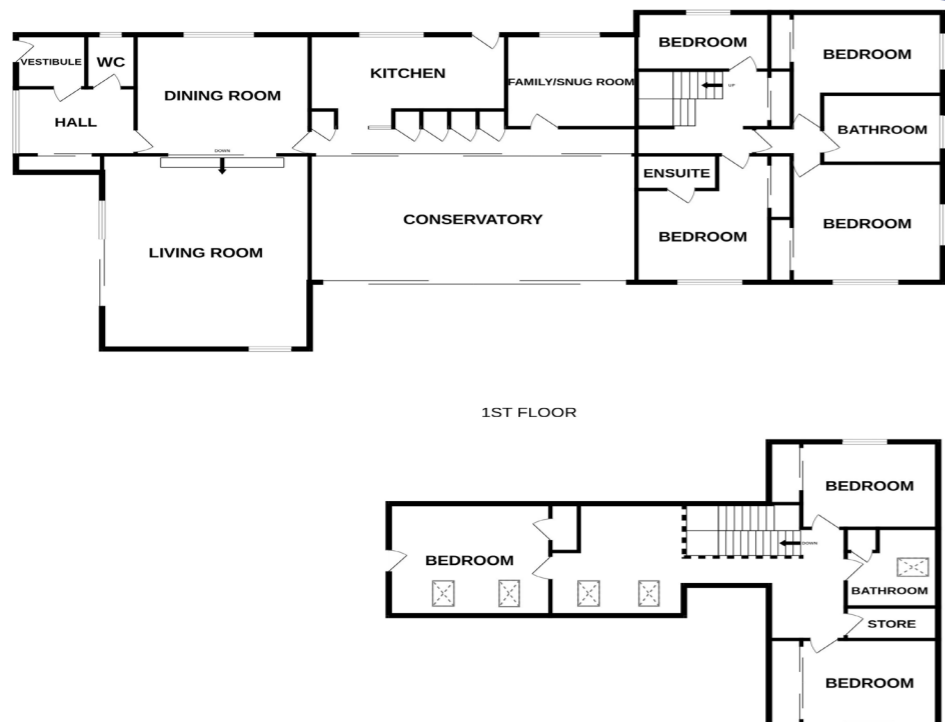 BEDROOM
BEDROOM
VESTIBULE
WC
KITCHEN
FAMILY/SNUG ROOM
UP
DINING ROOM
HALL
BATHROOM
DOWN
ENSUITE
CONSERVATORY
BEDROOM
BEDROOM
LIVING ROOM
1ST FLOOR
BEDROOM
DOWN
BEDROOM
BATHROOM
STORE
BEDROOM